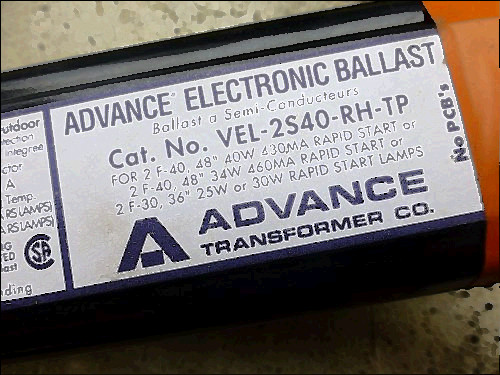 ADVANCE ELECTRONIC BALLAST
Ballast a Semi-Conducteurs
Cat. No. VEL-2S40-RH-TP
FOR 2 F-40, 48" 40W 430MA RAPID START or
2 F-40, 48" 34W 460MA RAPID START or
2 F-30, 36" 25W or 30W RAPID START LAMPS
ADVANCE
TRANSFORMER CO.
No PCB's
integree
A
Temp.